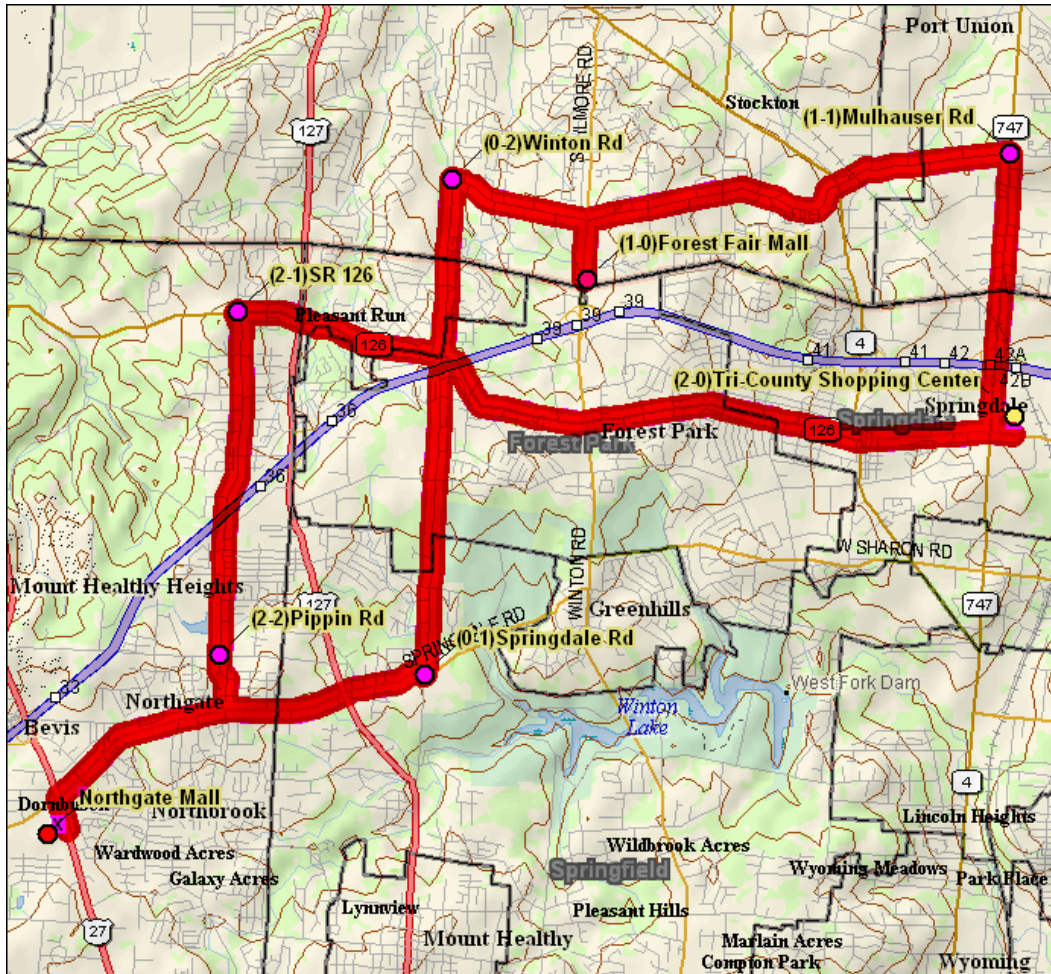 Port Union
Stockton
GILMORE RD
(1-1)Mulhauser Rd
747
127
(0-2)Winton Rd
(1-0)Forest Fair Mall
(2-1)SR 126
Pleasant Run
39
39
39
126
4
41
41
42
42A
42B
(2-0)Tri-County Shopping Center
Springdale
36
Forest Park
Forest Park
126
36
W SHARON RD
Mount Healthy Heights
WINTON RD
Greenhills
747
127
(2-2)Pippin Rd
(0-1)Springdale Rd
33
West Fork Dam
Northgate
Bevis
Winton
Lake
4
Northgate Mall
Northbrook
Lincoln Heights
Wardwood Acres
Wildbrook Acres
Galaxy Acres
Springfield
Wyoming Meadows
Park Place
Lynnview
Pleasant Hills
27
Mount Healthy
Marlain Acres
Compton Park
Wyoming